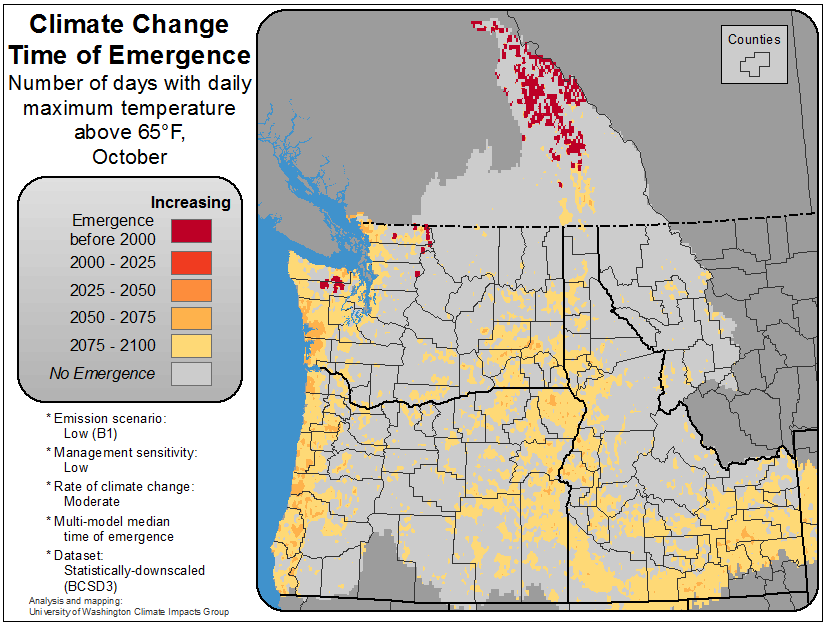 Climate Change
Time of Emergence
Number of days with daily
maximum temperature
above 65°F,
October
Counties
Increasing
Emergence
before 2000
2000 - 2025
2025 - 2050
2050 - 2075
2075 - 2100
No Emergence
* Emission scenario:
Low (B1)
* Management sensitivity:
Low
* Rate of climate change:
Moderate
* Multi-model median
time of emergence
* Dataset:
Statistically-downscaled
(BCSD3)
Analysis and mapping:
University of Washington Climate Impacts Group